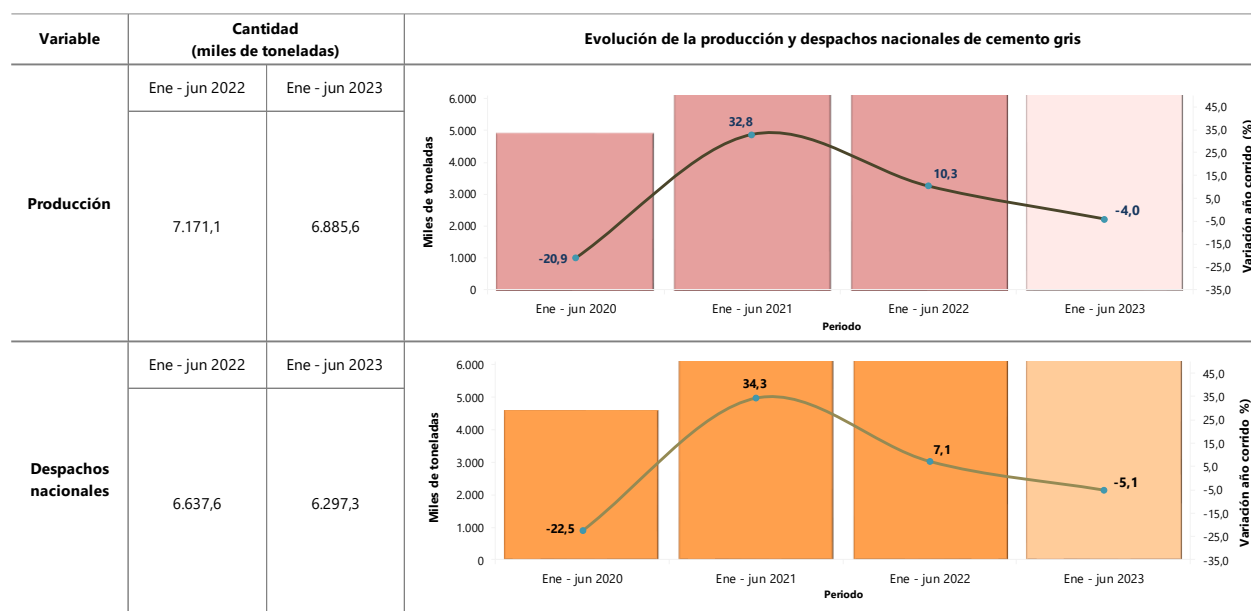 Variable
Cantidad
(miles de toneladas)
Evolución de la producción y despachos nacionales de cemento gris
Producción
Ene - jun 2022
Ene - jun 2023
7.171,1
6.885,6
Miles de toneladas
6.000
5.000
4.000
3.000
2.000
1.000
0
-20,9
32,8
10,3
-4,0
45,0
35,0
25,0
15,0
5,0
-5,0
-15,0
-25,0
-35,0
Variación año corrido (%)
Ene - jun 2020
Ene - jun 2021
Ene - jun 2022
Ene - jun 2023
Periodo
Despachos
nacionales
Ene - jun 2022
Ene - jun 2023
6.637,6
6.297,3
Miles de toneladas
6.000
5.000
4.000
3.000
2.000
1.000
0
-22,5
34,3
7,1
-5,1
45,0
35,0
25,0
15,0
5,0
-5,0
-15,0
-25,0
-35,0
Variación año corrido %)
Ene - jun 2020
Ene - jun 2021
Ene - jun 2022
Ene - jun 2023
Periodo